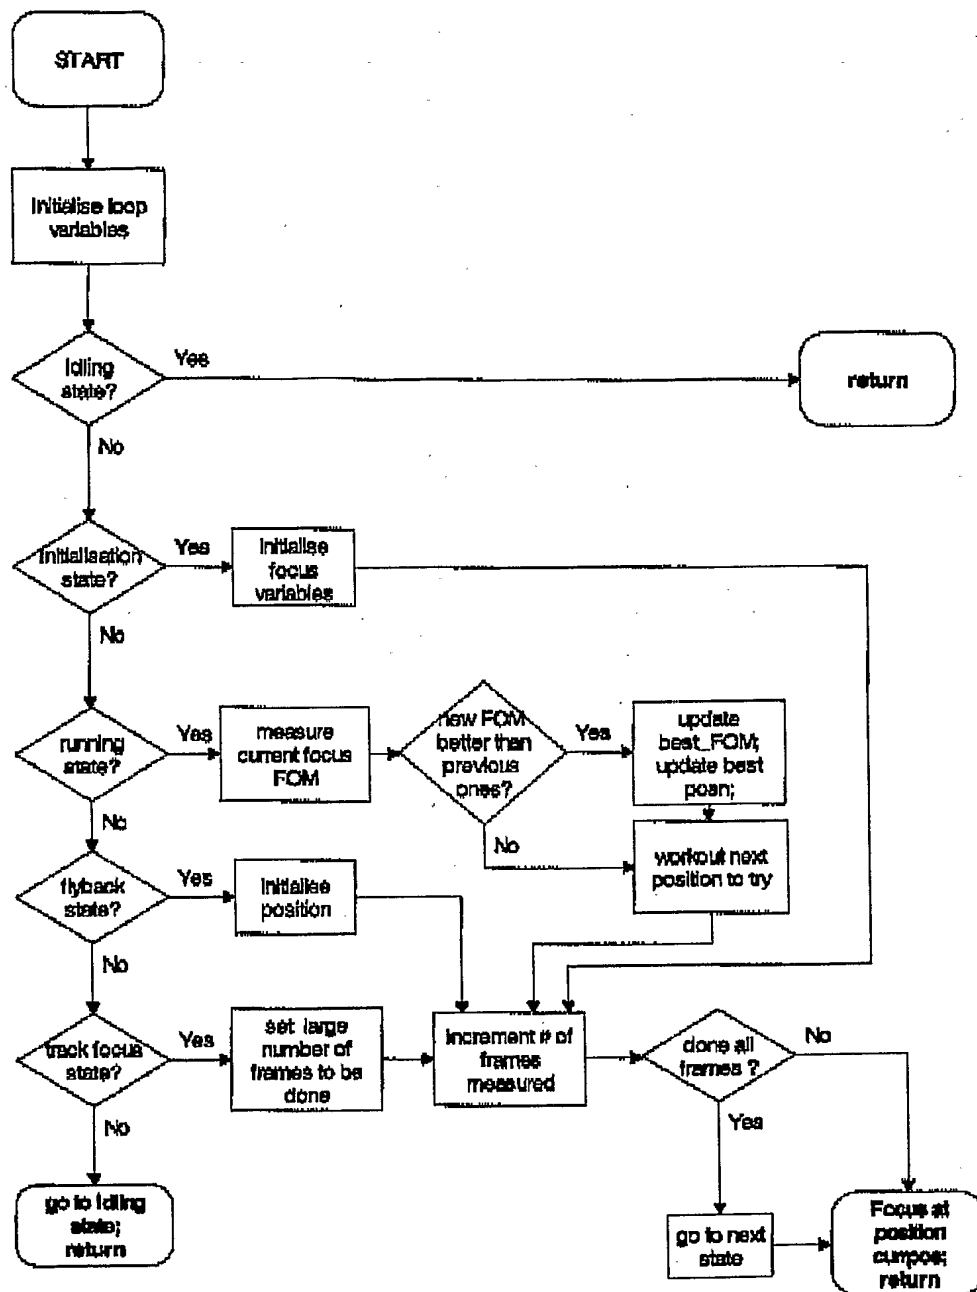 START
Initialise loop
variables
Idling
state?
Yes
return
No
Initialisation
state?
Yes
initialise
focus
variables
No
running
state?
Yes
measure
current focus
FOM
new FOM
better than
previous
ones?
Yes
update
best_FOM;
update best
posn;
No
No
workout next
position to try
flyback
state?
Yes
initialise
position
No
track focus
state?
Yes
set large
number of
frames to be
done
increment # of
frames
measured
done all
frames ?
No
No
Yes
go to Idling
state;
return
go to next
state
Focus at
position
curpos;
return